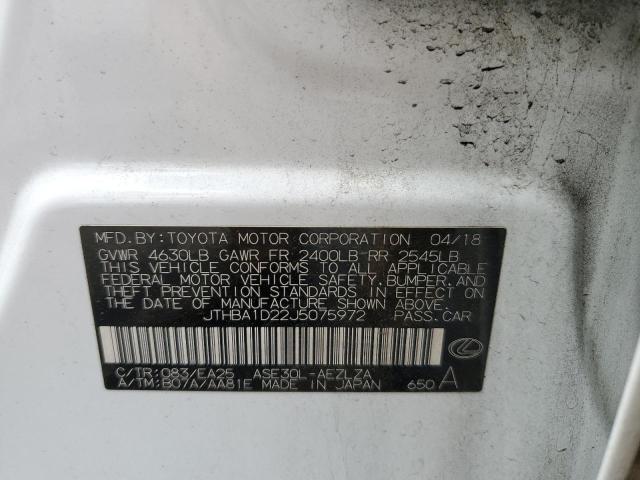 MFD.BY:TOYOTA MOTOR CORPORATION 04/18
GVWR 4630LB GAWR FR 2400LB-RR 2545LB
THIS VEHICLE CONFORMS TO ALL APPLICABLE
FEDERAL MOTOR VEHICLE SAFETY, BUMPER, AND
THEFT PREVENTION STANDARDS IN EFFECT ON
THE DATE OF MANUFACTURE SHOWN ABOVE.
JTHBA1D22J5075972 PASS.CAR
C/TR:083/EA25 ASE30L-AEZLZA
A/TM:B07A/AA81E MADE IN JAPAN 650 A